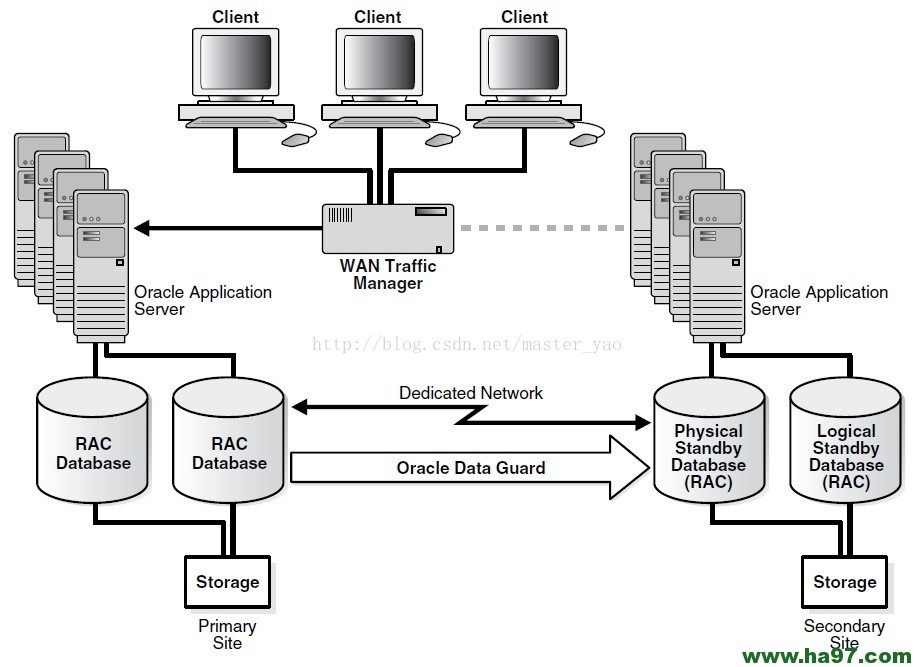 Client
Client
Client
WAN Traffic
Manager
Oracle Application
Server
Oracle Application
Server
http://blog.csdn.net/master_yao
Dedicated Network
RAC
Database
RAC
Database
Oracle Data Guard
Physical
Standby
Database
(RAC)
Logical
Standby
Database
(RAC)
Storage
Storage
Primary
Site
Secondary
Site
www.ha97.com